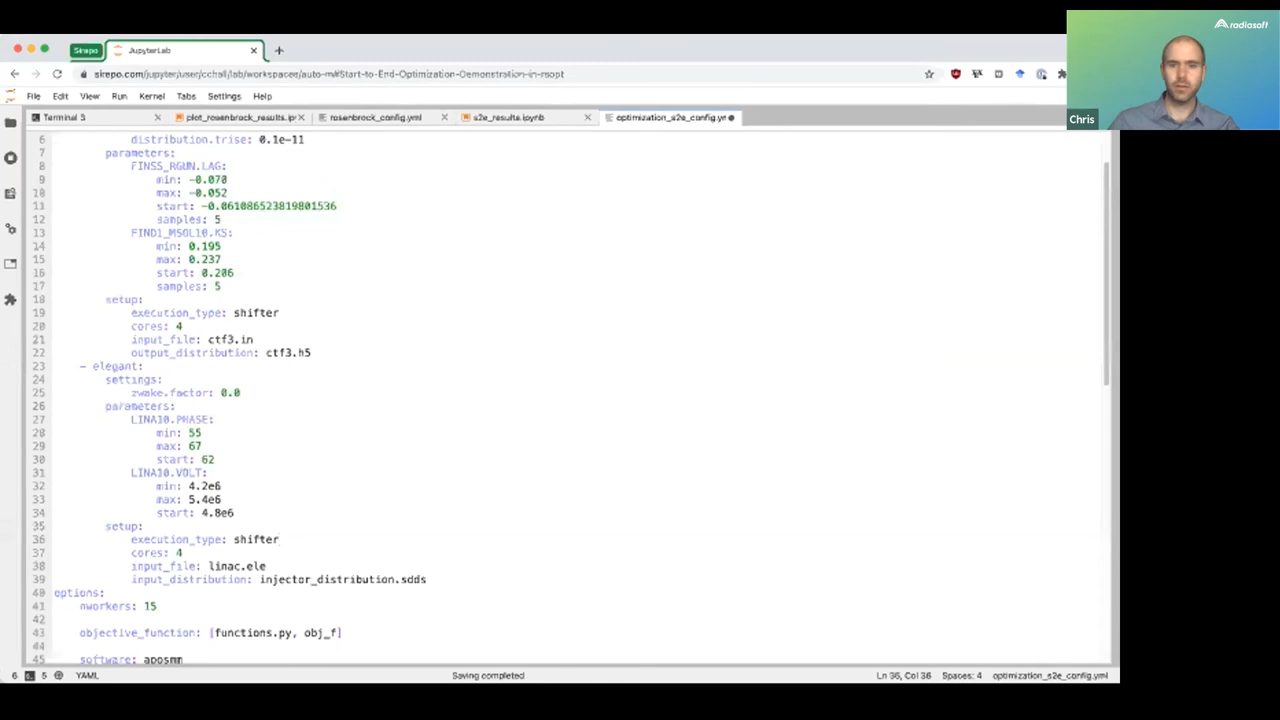 radiasoft
Chris
Sirepo
JupyterLab
sirepo.com/jupyter/user/cchall/lab/workspaces/auto-m#Start-to-End-Optimization-Demonstration-in-rsopt
File Edit View Run Kernel Tabs Settings Help
Terminal 3
plot_rosenbrock_results.ip
rosenbrock_config.yml
s2e_results.ipynb
optimization_s2e_config.yml
6 distribution.trise: 0.1e-11
7 parameters:
8 FINSS_RGUN.LAG:
9 min: -0.070
10 max: -0.052
11 start: -0.061086523819801536
12 samples: 5
13 FIND1_MSOL10.KS:
14 min: 0.195
15 max: 0.237
16 start: 0.206
17 samples: 5
18 setup:
19 execution_type: shifter
20 cores: 4
21 input_file: ctf3.in
22 output_distribution: ctf3.h5
23 - elegant:
24 settings:
25 zwake.factor: 0.0
26 parameters:
27 LINA10.PHASE:
28 min: 55
29 max: 67
30 start: 62
31 LINA10.VOLT:
32 min: 4.2e6
33 max: 5.4e6
34 start: 4.8e6
35 setup:
36 execution_type: shifter
37 cores: 4
38 input_file: linac.ele
39 input_distribution: injector_distribution.sdds
40 options:
41 nworkers: 15
42
43 objective_function: [functions.py, obj_f]
44
45 software: aposmm
6 5 YAML
Saving completed
Ln 36, Col 36 Spaces: 4 optimization_s2e_config.yml